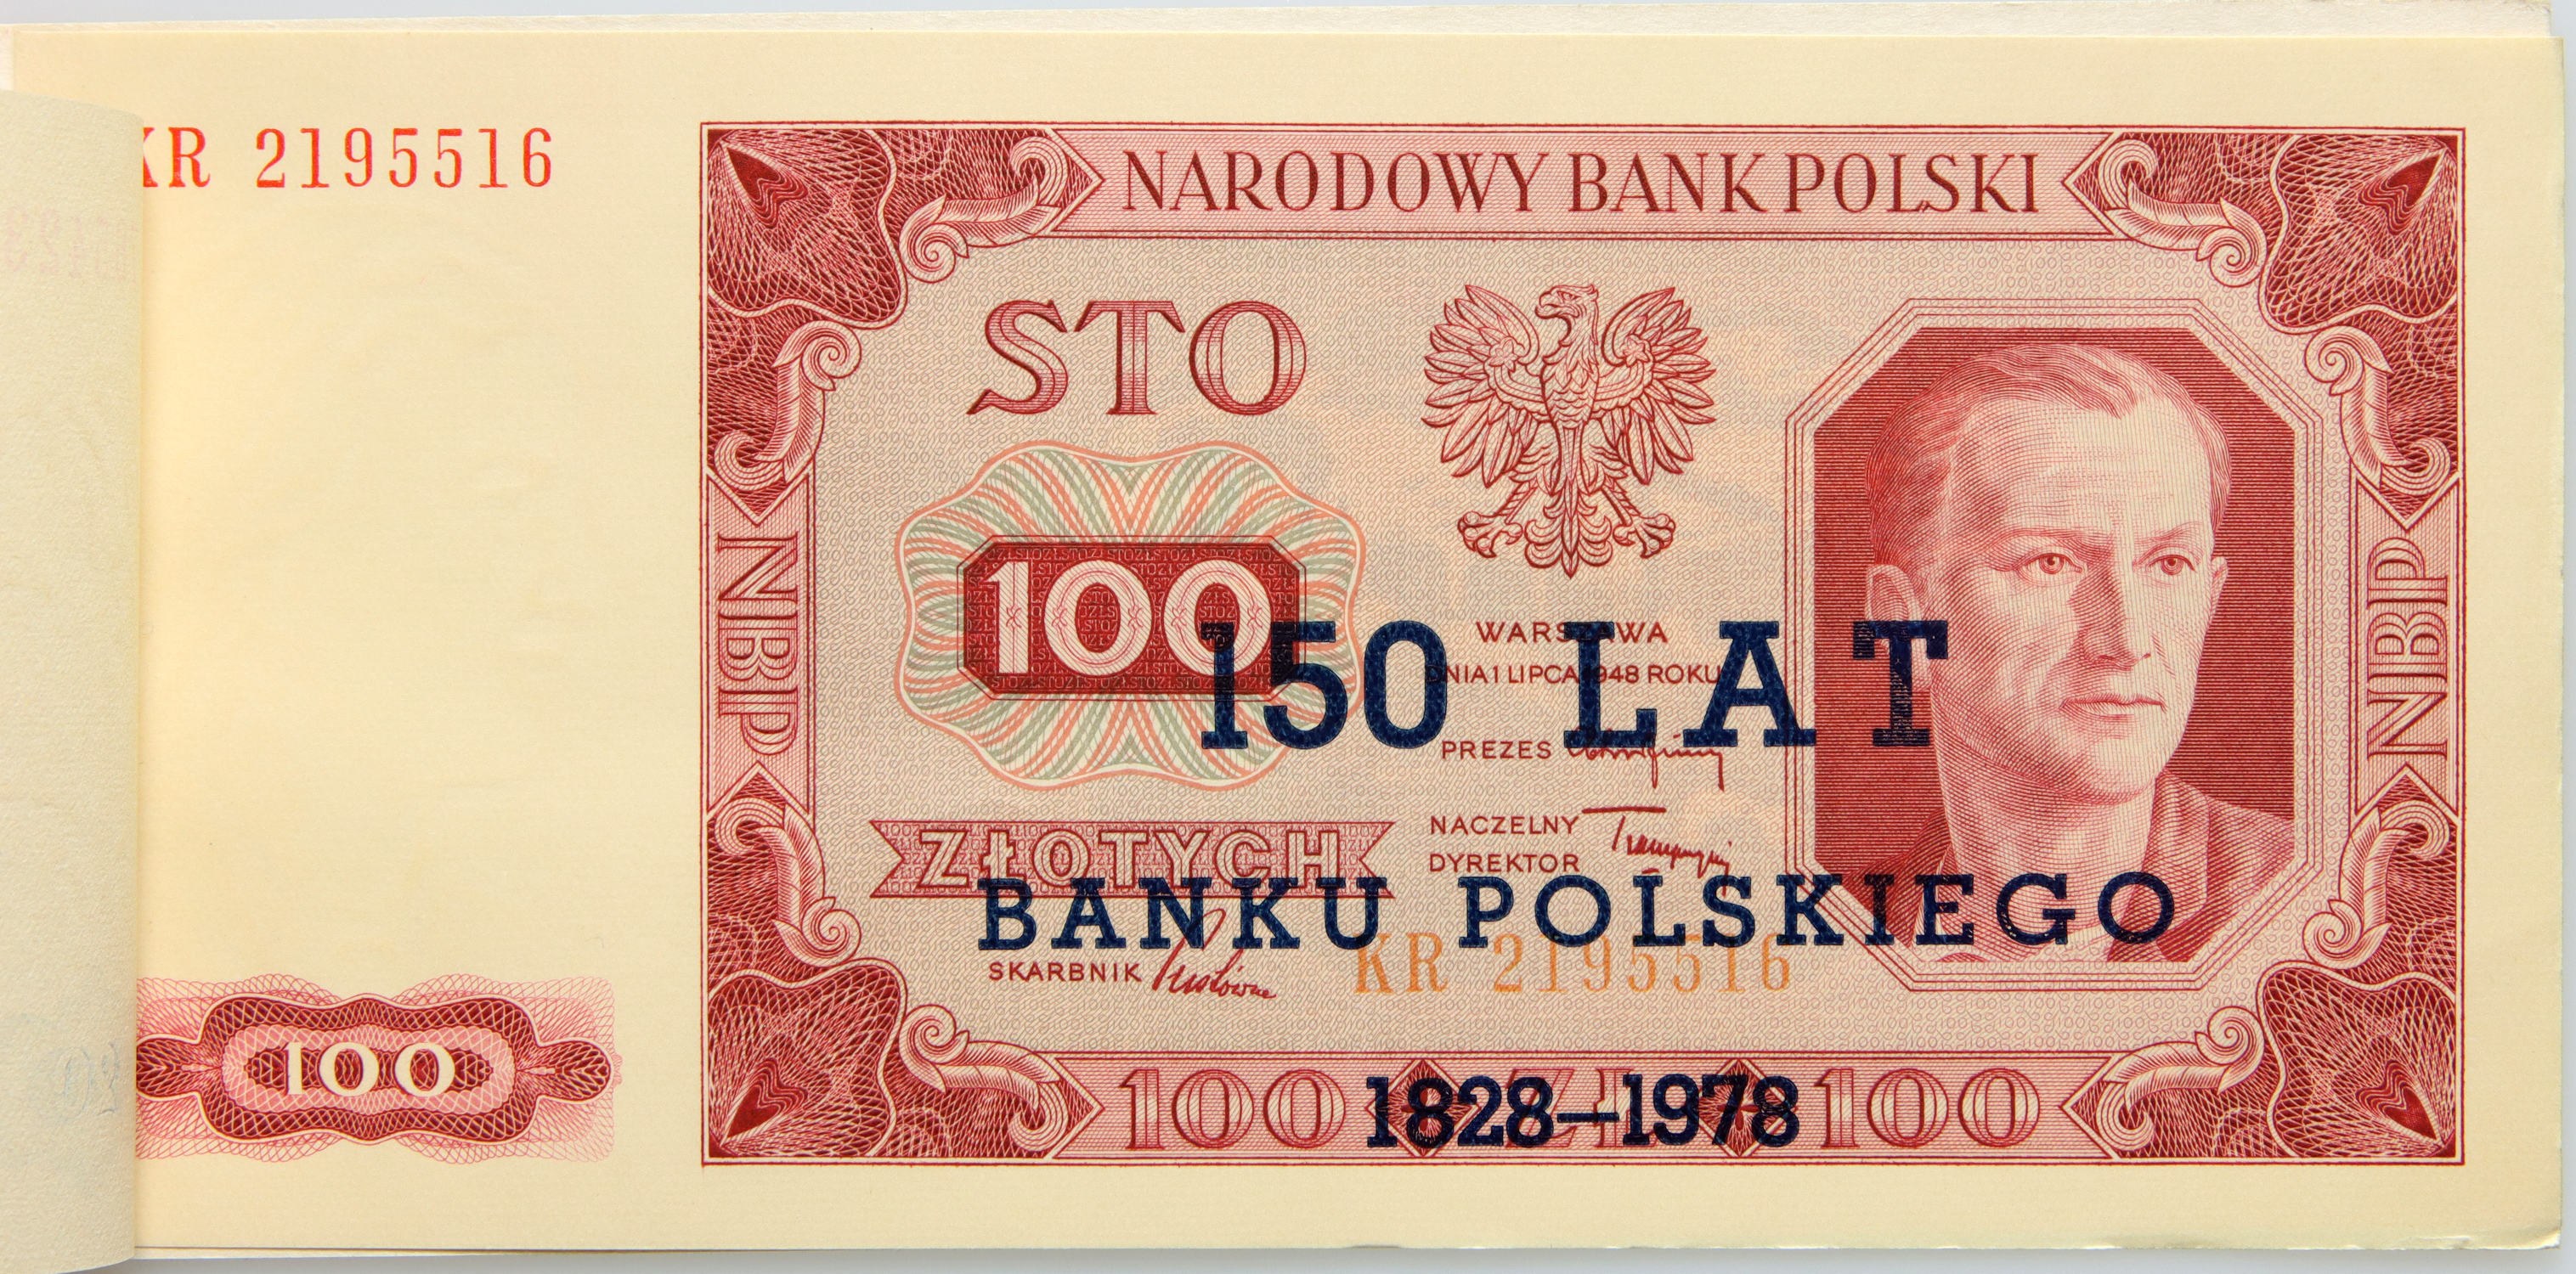 KR 2195516
NARODOWY BANK POLSKI
STO
100
WARSZAWA
DNIA 1 LIPCA 1948 ROKU
150 LAT
PREZES
NACZELNY
DYREKTOR
ZŁOTYCH
BANKU POLSKIEGO
SKARBNIK
KR 2195516
NBP
NBP
100
100 ZŁ 100
1828—1978